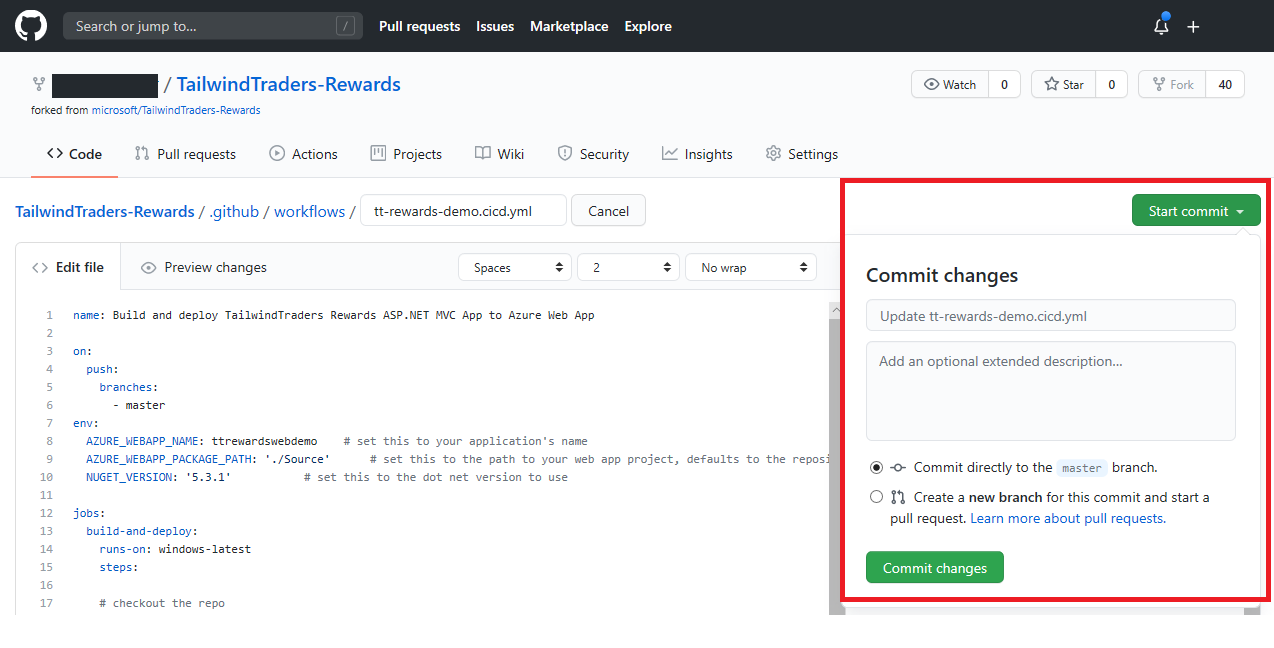 Search or jump to... / Pull requests Issues Marketplace Explore
/ TailwindTraders-Rewards Watch 0 Star 0 Fork 40
forked from microsoft/TailwindTraders-Rewards
<> Code Pull requests Actions Projects Wiki Security Insights Settings
TailwindTraders-Rewards / .github / workflows / tt-rewards-demo.cicd.yml Cancel
<> Edit file Preview changes Spaces 2 No wrap
1 name: Build and deploy TailwindTraders Rewards ASP.NET MVC App to Azure Web App
2
3 on:
4 push:
5 branches:
6 - master
7 env:
8 AZURE_WEBAPP_NAME: ttrewardswebdemo # set this to your application's name
9 AZURE_WEBAPP_PACKAGE_PATH: './Source' # set this to the path to your web app project, defaults to the reposi
10 NUGET_VERSION: '5.3.1' # set this to the dot net version to use
11
12 jobs:
13 build-and-deploy:
14 runs-on: windows-latest
15 steps:
16
17 # checkout the repo
Start commit
Commit changes
Update tt-rewards-demo.cicd.yml
Add an optional extended description...
Commit directly to the master branch.
Create a new branch for this commit and start a
pull request. Learn more about pull requests.
Commit changes